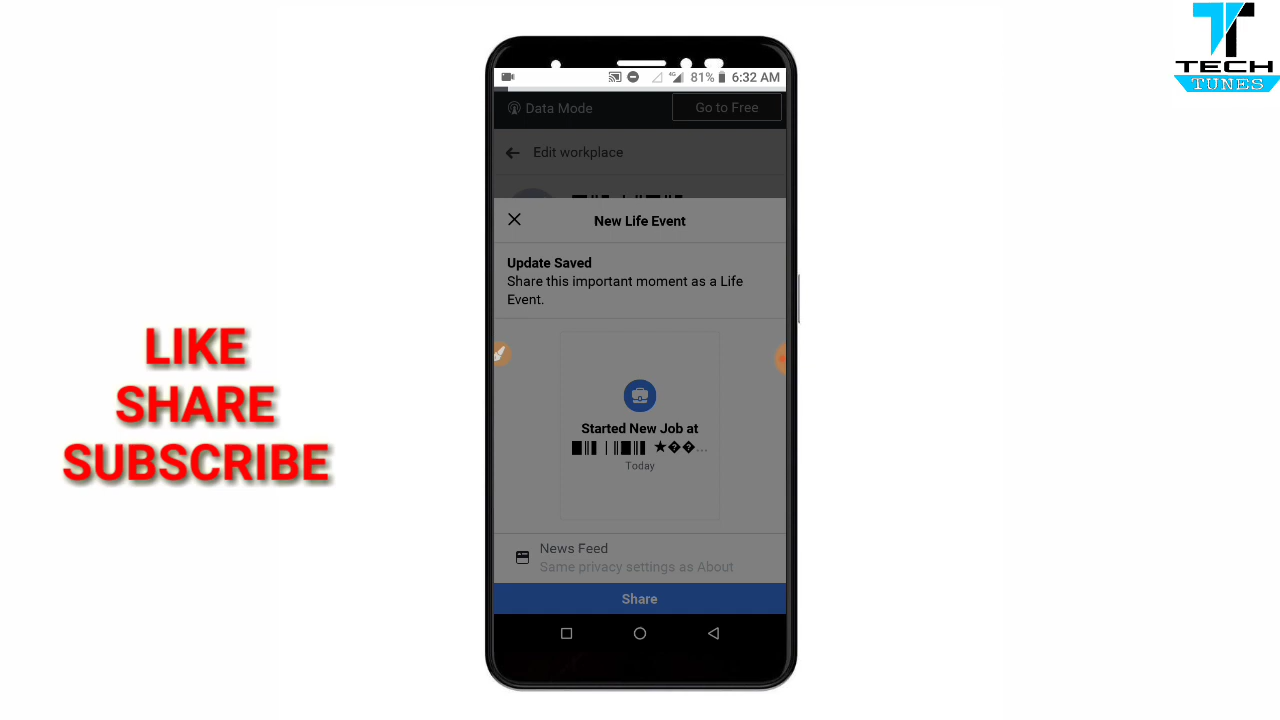 TECH
TUNES
4G 81% 6:32 AM
Data Mode
Go to Free
Edit workplace
New Life Event
Update Saved
Share this important moment as a Life
Event.
Started New Job at
Today
News Feed
Same privacy settings as About
Share
LIKE
SHARE
SUBSCRIBE